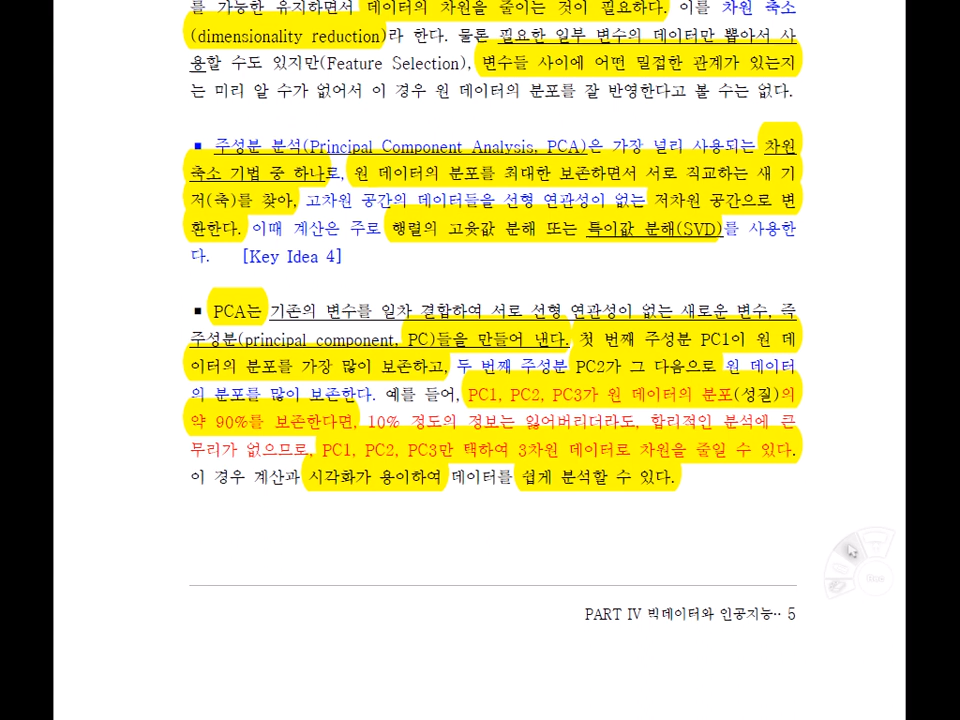 를 가능한 유지하면서 데이터의 차원을 줄이는 것이 필요하다. 이를 차원 축소
(dimensionality reduction)라 한다. 물론 필요한 일부 변수의 데이터만 뽑아서 사
용할 수도 있지만(Feature Selection), 변수들 사이에 어떤 밀접한 관계가 있는지
는 미리 알 수가 없어서 이 경우 원 데이터의 분포를 잘 반영한다고 볼 수는 없다.
■ 주성분 분석(Principal Component Analysis, PCA)은 가장 널리 사용되는 차원
축소 기법 중 하나로, 원 데이터의 분포를 최대한 보존하면서 서로 직교하는 새 기
저(축)를 찾아, 고차원 공간의 데이터들을 선형 연관성이 없는 저차원 공간으로 변
환한다. 이때 계산은 주로 행렬의 고윳값 분해 또는 특이값 분해(SVD)를 사용한
다. [Key Idea 4]
■ PCA는 기존의 변수를 일차 결합하여 서로 선형 연관성이 없는 새로운 변수, 즉
주성분(principal component, PC)들을 만들어 낸다. 첫 번째 주성분 PC1이 원 데
이터의 분포를 가장 많이 보존하고, 두 번째 주성분 PC2가 그 다음으로 원 데이터
의 분포를 많이 보존한다. 예를 들어, PC1, PC2, PC3가 원 데이터의 분포(성질)의
약 90%를 보존한다면, 10% 정도의 정보는 잃어버리더라도, 합리적인 분석에 큰
무리가 없으므로, PC1, PC2, PC3만 택하여 3차원 데이터로 차원을 줄일 수 있다.
이 경우 계산과 시각화가 용이하여 데이터를 쉽게 분석할 수 있다.
PART IV 빅데이터와 인공지능·· 5